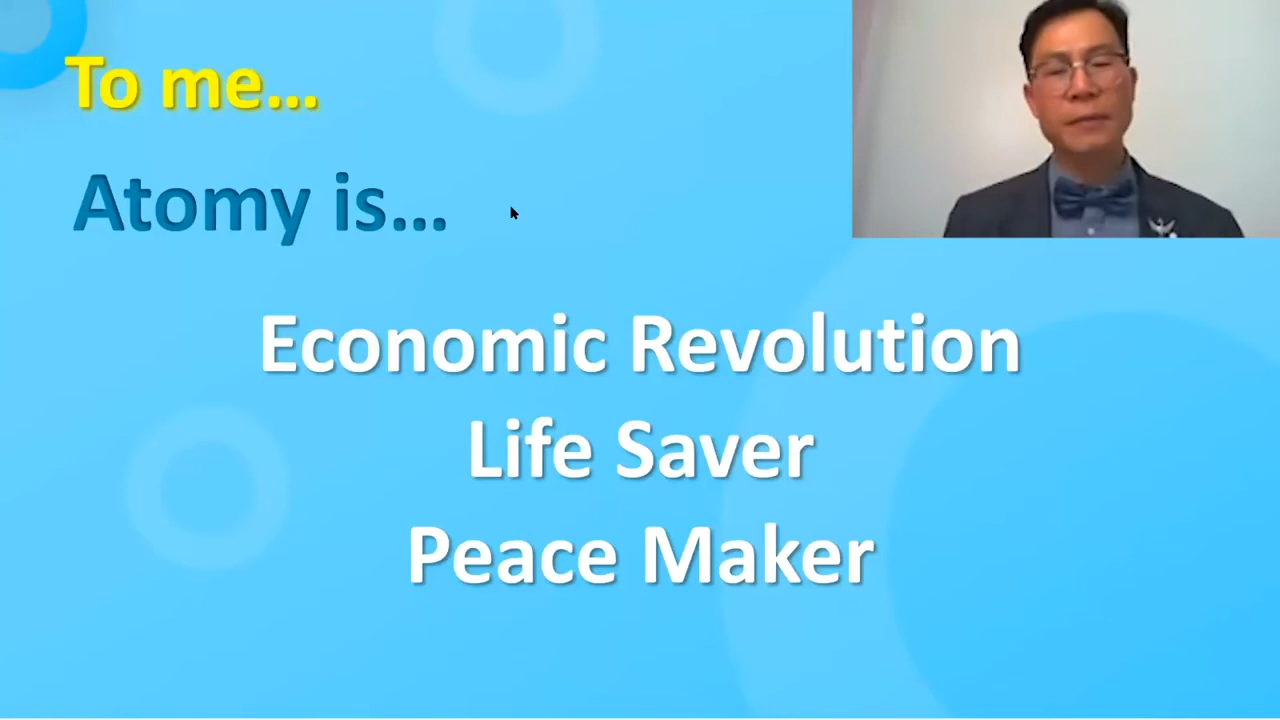 To me...
Atomy is...
Economic Revolution
Life Saver
Peace Maker